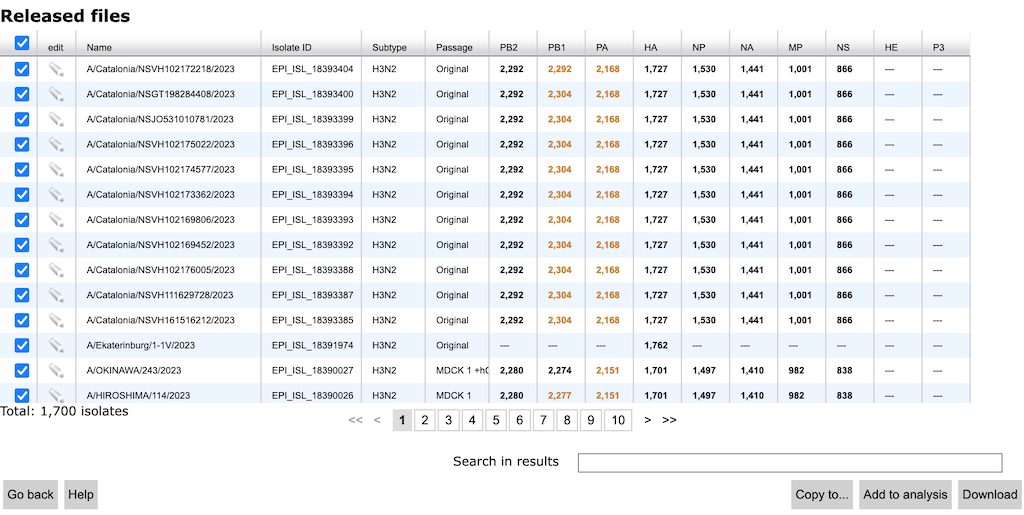 Released files
edit Name Isolate ID Subtype Passage PB2 PB1 PA HA NP NA MP NS HE P3
A/Catalonia/NSVH102172218/2023 EPI_ISL_18393404 H3N2 Original 2,292 2,292 2,168 1,727 1,530 1,441 1,001 866 --- ---
A/Catalonia/NSGT198284408/2023 EPI_ISL_18393400 H3N2 Original 2,292 2,304 2,168 1,727 1,530 1,441 1,001 866 --- ---
A/Catalonia/NSJO531010781/2023 EPI_ISL_18393399 H3N2 Original 2,292 2,304 2,168 1,727 1,530 1,441 1,001 866 --- ---
A/Catalonia/NSVH102175022/2023 EPI_ISL_18393396 H3N2 Original 2,292 2,304 2,168 1,727 1,530 1,441 1,001 866 --- ---
A/Catalonia/NSVH102174577/2023 EPI_ISL_18393395 H3N2 Original 2,292 2,304 2,168 1,727 1,530 1,441 1,001 866 --- ---
A/Catalonia/NSVH102173362/2023 EPI_ISL_18393394 H3N2 Original 2,292 2,304 2,168 1,727 1,530 1,441 1,001 866 --- ---
A/Catalonia/NSVH102169806/2023 EPI_ISL_18393393 H3N2 Original 2,292 2,304 2,168 1,727 1,530 1,441 1,001 866 --- ---
A/Catalonia/NSVH102169452/2023 EPI_ISL_18393392 H3N2 Original 2,292 2,304 2,168 1,727 1,530 1,441 1,001 866 --- ---
A/Catalonia/NSVH102176005/2023 EPI_ISL_18393388 H3N2 Original 2,292 2,304 2,168 1,727 1,530 1,441 1,001 866 --- ---
A/Catalonia/NSVH111629728/2023 EPI_ISL_18393387 H3N2 Original 2,292 2,304 2,168 1,727 1,530 1,441 1,001 866 --- ---
A/Catalonia/NSVH161516212/2023 EPI_ISL_18393385 H3N2 Original 2,292 2,304 2,168 1,727 1,530 1,441 1,001 866 --- ---
A/Ekaterinburg/1-1V/2023 EPI_ISL_18391974 H3N2 Original --- --- --- 1,762 --- --- --- --- --- ---
A/OKINAWA/243/2023 EPI_ISL_18390027 H3N2 MDCK 1 +h 2,280 2,274 2,151 1,701 1,497 1,410 982 838 --- ---
A/HIROSHIMA/114/2023 EPI_ISL_18390026 H3N2 MDCK 1 2,280 2,277 2,151 1,701 1,497 1,410 982 838 --- ---
Total: 1,700 isolates
<< < 1 2 3 4 5 6 7 8 9 10 > >>
Search in results
Go back Help Copy to... Add to analysis Download